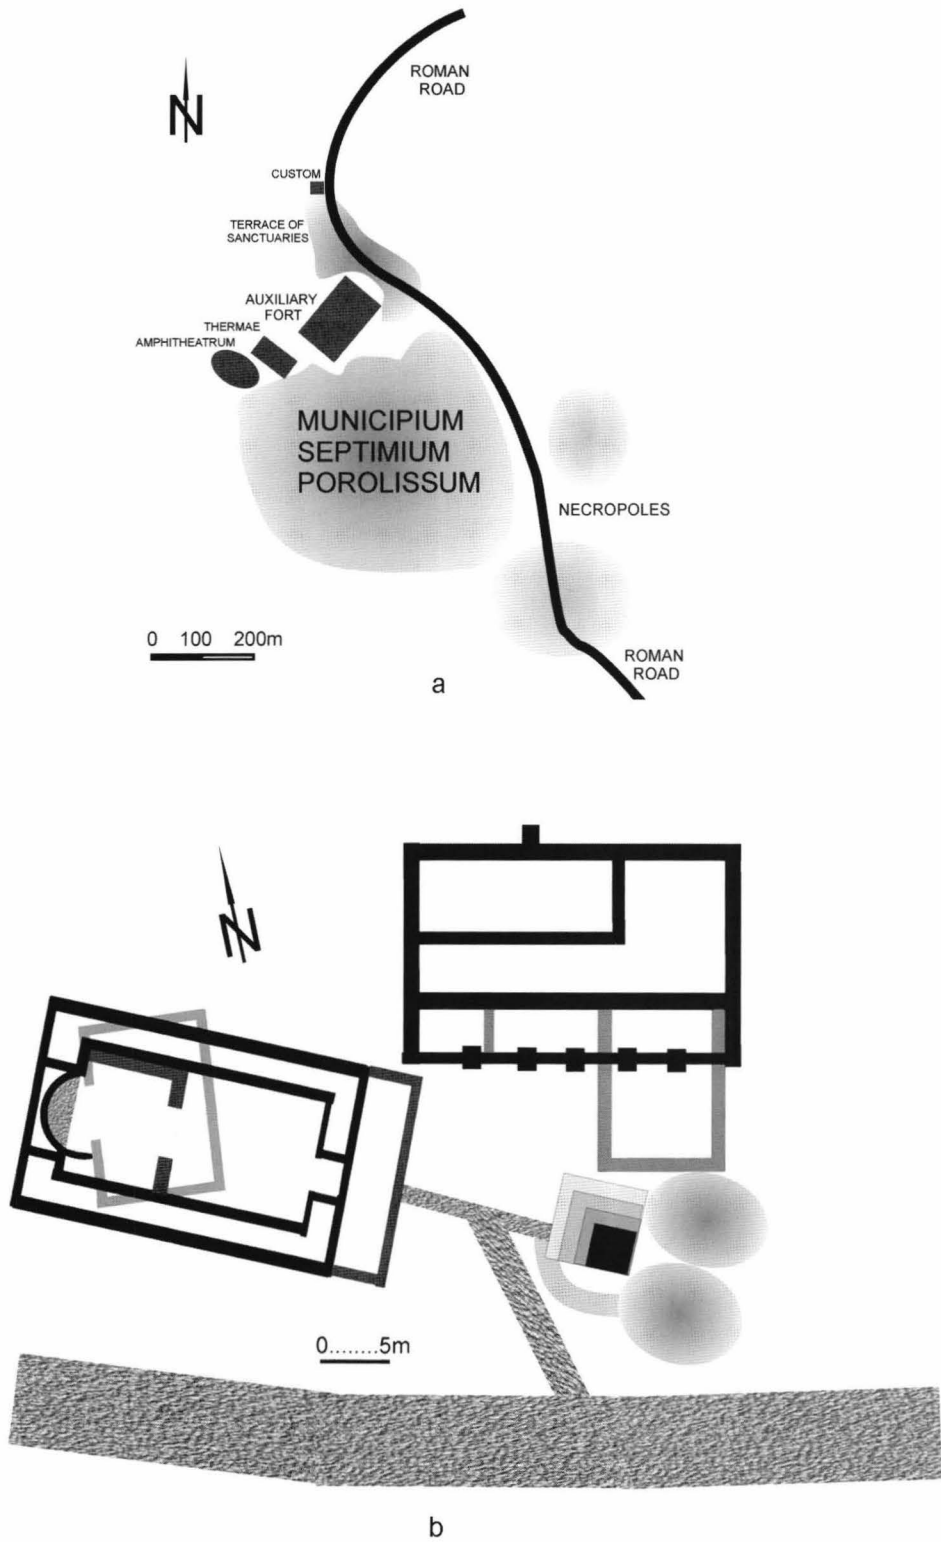 ROMAN
ROAD
N
CUSTOM
TERRACE OF
SANCTUARIES
AUXILIARY
FORT
THERMAE
AMPHITHEATRUM
MUNICIPIUM
SEPTIMIUM
POROLISSUM
NECROPOLES
0 100 200m
ROMAN
ROAD
a
N
0........5m
b